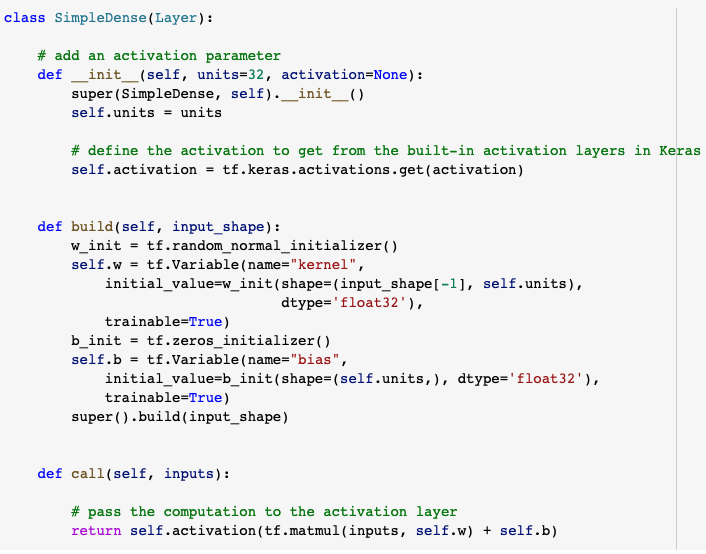 class SimpleDense(Layer):
# add an activation parameter
def __init__(self, units=32, activation=None):
super(SimpleDense, self).__init__()
self.units = units
# define the activation to get from the built-in activation layers in Keras
self.activation = tf.keras.activations.get(activation)
def build(self, input_shape):
w_init = tf.random_normal_initializer()
self.w = tf.Variable(name="kernel",
initial_value=w_init(shape=(input_shape[-1], self.units),
dtype='float32'),
trainable=True)
b_init = tf.zeros_initializer()
self.b = tf.Variable(name="bias",
initial_value=b_init(shape=(self.units,), dtype='float32'),
trainable=True)
super().build(input_shape)
def call(self, inputs):
# pass the computation to the activation layer
return self.activation(tf.matmul(inputs, self.w) + self.b)